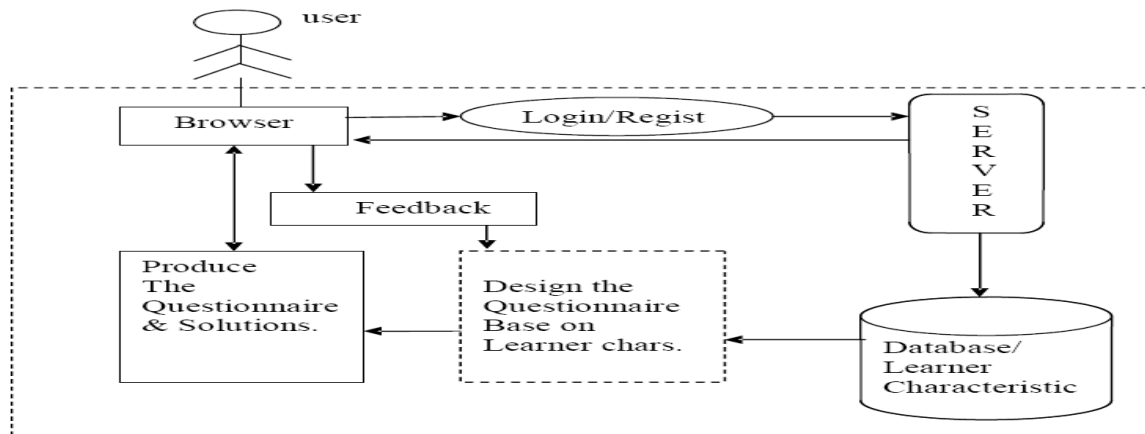 user
Browser
Login/Regist
S
E
R
V
E
R
Feedback
Produce
The
Questionnaire
& Solutions.
Design the
Questionnaire
Base on
Learner chars.
Database/
Learner
Characteristic